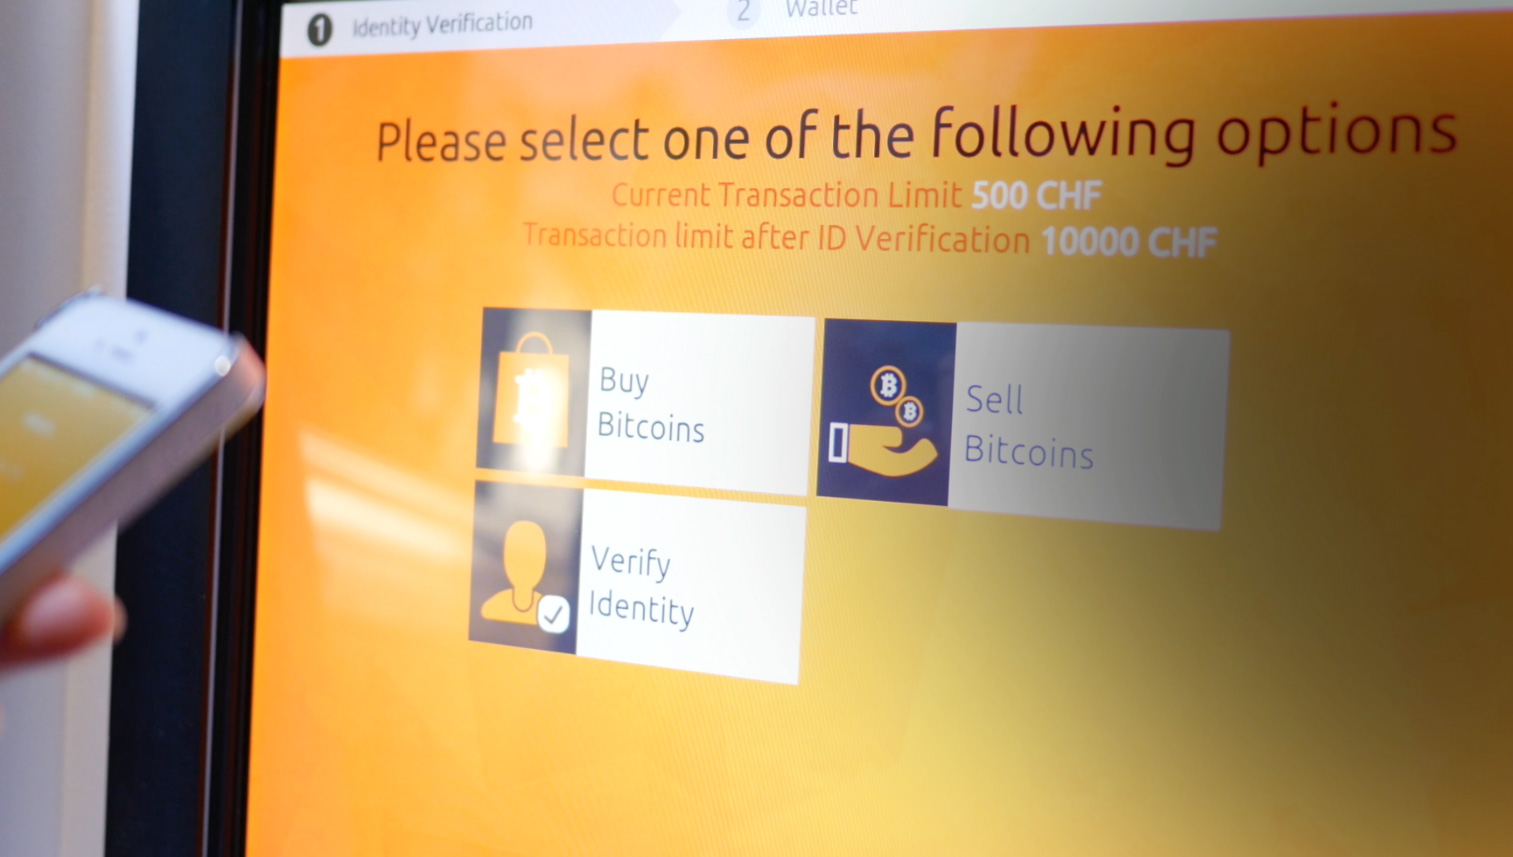 1 Identity Verification
2 Wallet
Please select one of the following options
Current Transaction Limit 500 CHF
Transaction limit after ID Verification 10000 CHF
Buy
Bitcoins
Sell
Bitcoins
Verify
Identity